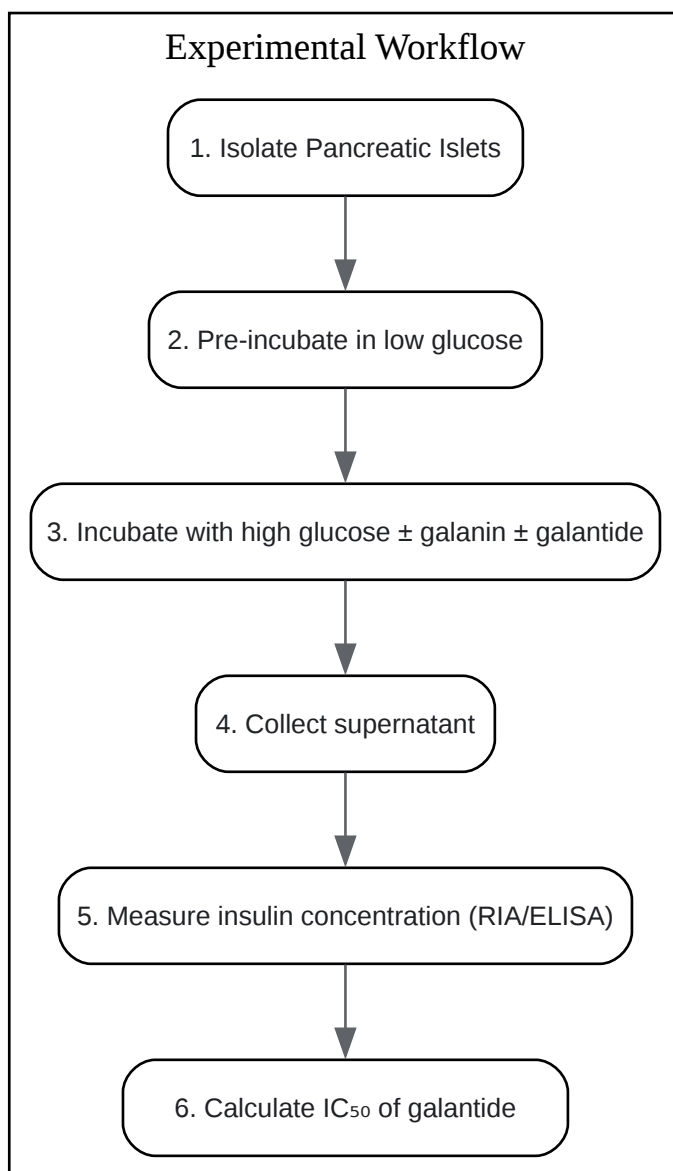 Experimental Workflow
1. Isolate Pancreatic Islets
2. Pre-incubate in low glucose
3. Incubate with high glucose ± galanin ± galantide
4. Collect supernatant
5. Measure insulin concentration (RIA/ELISA)
6. Calculate IC₅₀ of galantide